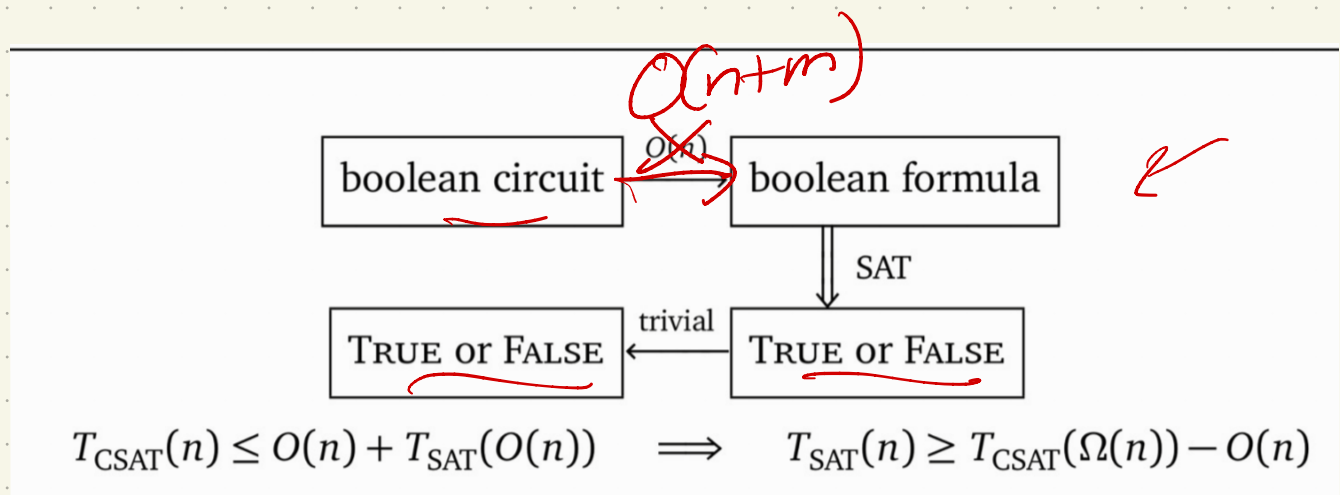 O(n+m)
O(n)
boolean circuit
boolean formula
SAT
trivial
TRUE or FALSE
TRUE or FALSE
T_CSAT(n) ≤ O(n) + T_SAT(O(n)) ⟹ T_SAT(n) ≥ T_CSAT(Ω(n)) − O(n)